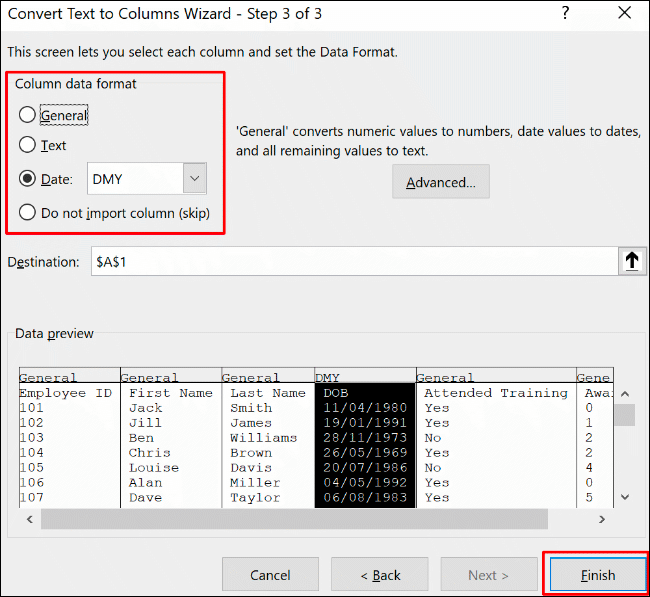 Convert Text to Columns Wizard - Step 3 of 3 ?
This screen lets you select each column and set the Data Format.
Column data format
General
Text
Date: DMY
Do not import column (skip)
'General' converts numeric values to numbers, date values to dates,
and all remaining values to text.
Advanced...
Destination: $A$1
Data preview
General General General DMY General Gene
Employee ID First Name Last Name DOB Attended Training Awar
101 Jack Smith 11/04/1980 Yes 0
102 Jill James 19/01/1991 Yes 1
103 Ben Williams 28/11/1973 No 2
104 Chris Brown 26/05/1969 Yes 2
105 Louise Davis 20/07/1986 No 4
106 Alan Miller 04/05/1992 Yes 0
107 Dave Taylor 06/08/1983 Yes 5
Cancel < Back Next > Finish